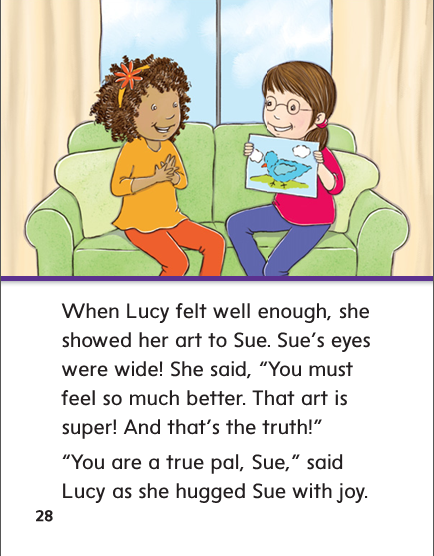 When Lucy felt well enough, she
showed her art to Sue. Sue’s eyes
were wide! She said, “You must
feel so much better. That art is
super! And that’s the truth!”
“You are a true pal, Sue,” said
Lucy as she hugged Sue with joy.
28